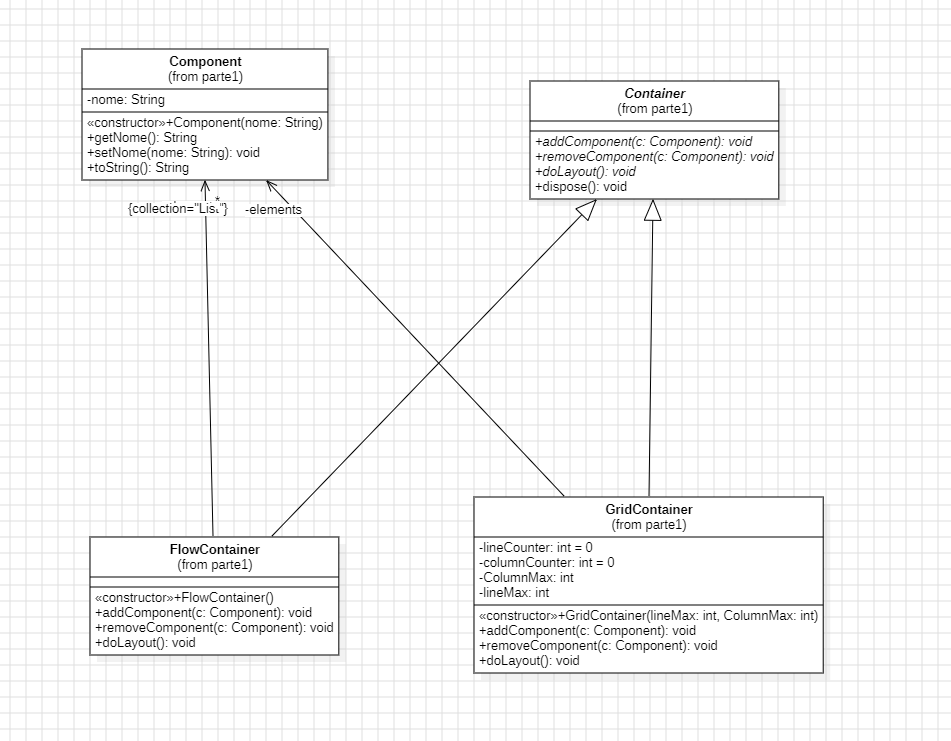 Component
(from parte1)
-nome: String
«constructor»+Component(nome: String)
+getNome(): String
+setNome(nome: String): void
+toString(): String
Container
(from parte1)
+addComponent(c: Component): void
+removeComponent(c: Component): void
+doLayout(): void
+dispose(): void
*
{collection="List"}
-elements
FlowContainer
(from parte1)
«constructor»+FlowContainer()
+addComponent(c: Component): void
+removeComponent(c: Component): void
+doLayout(): void
GridContainer
(from parte1)
-lineCounter: int = 0
-columnCounter: int = 0
-ColumnMax: int
-lineMax: int
«constructor»+GridContainer(lineMax: int, ColumnMax: int)
+addComponent(c: Component): void
+removeComponent(c: Component): void
+doLayout(): void